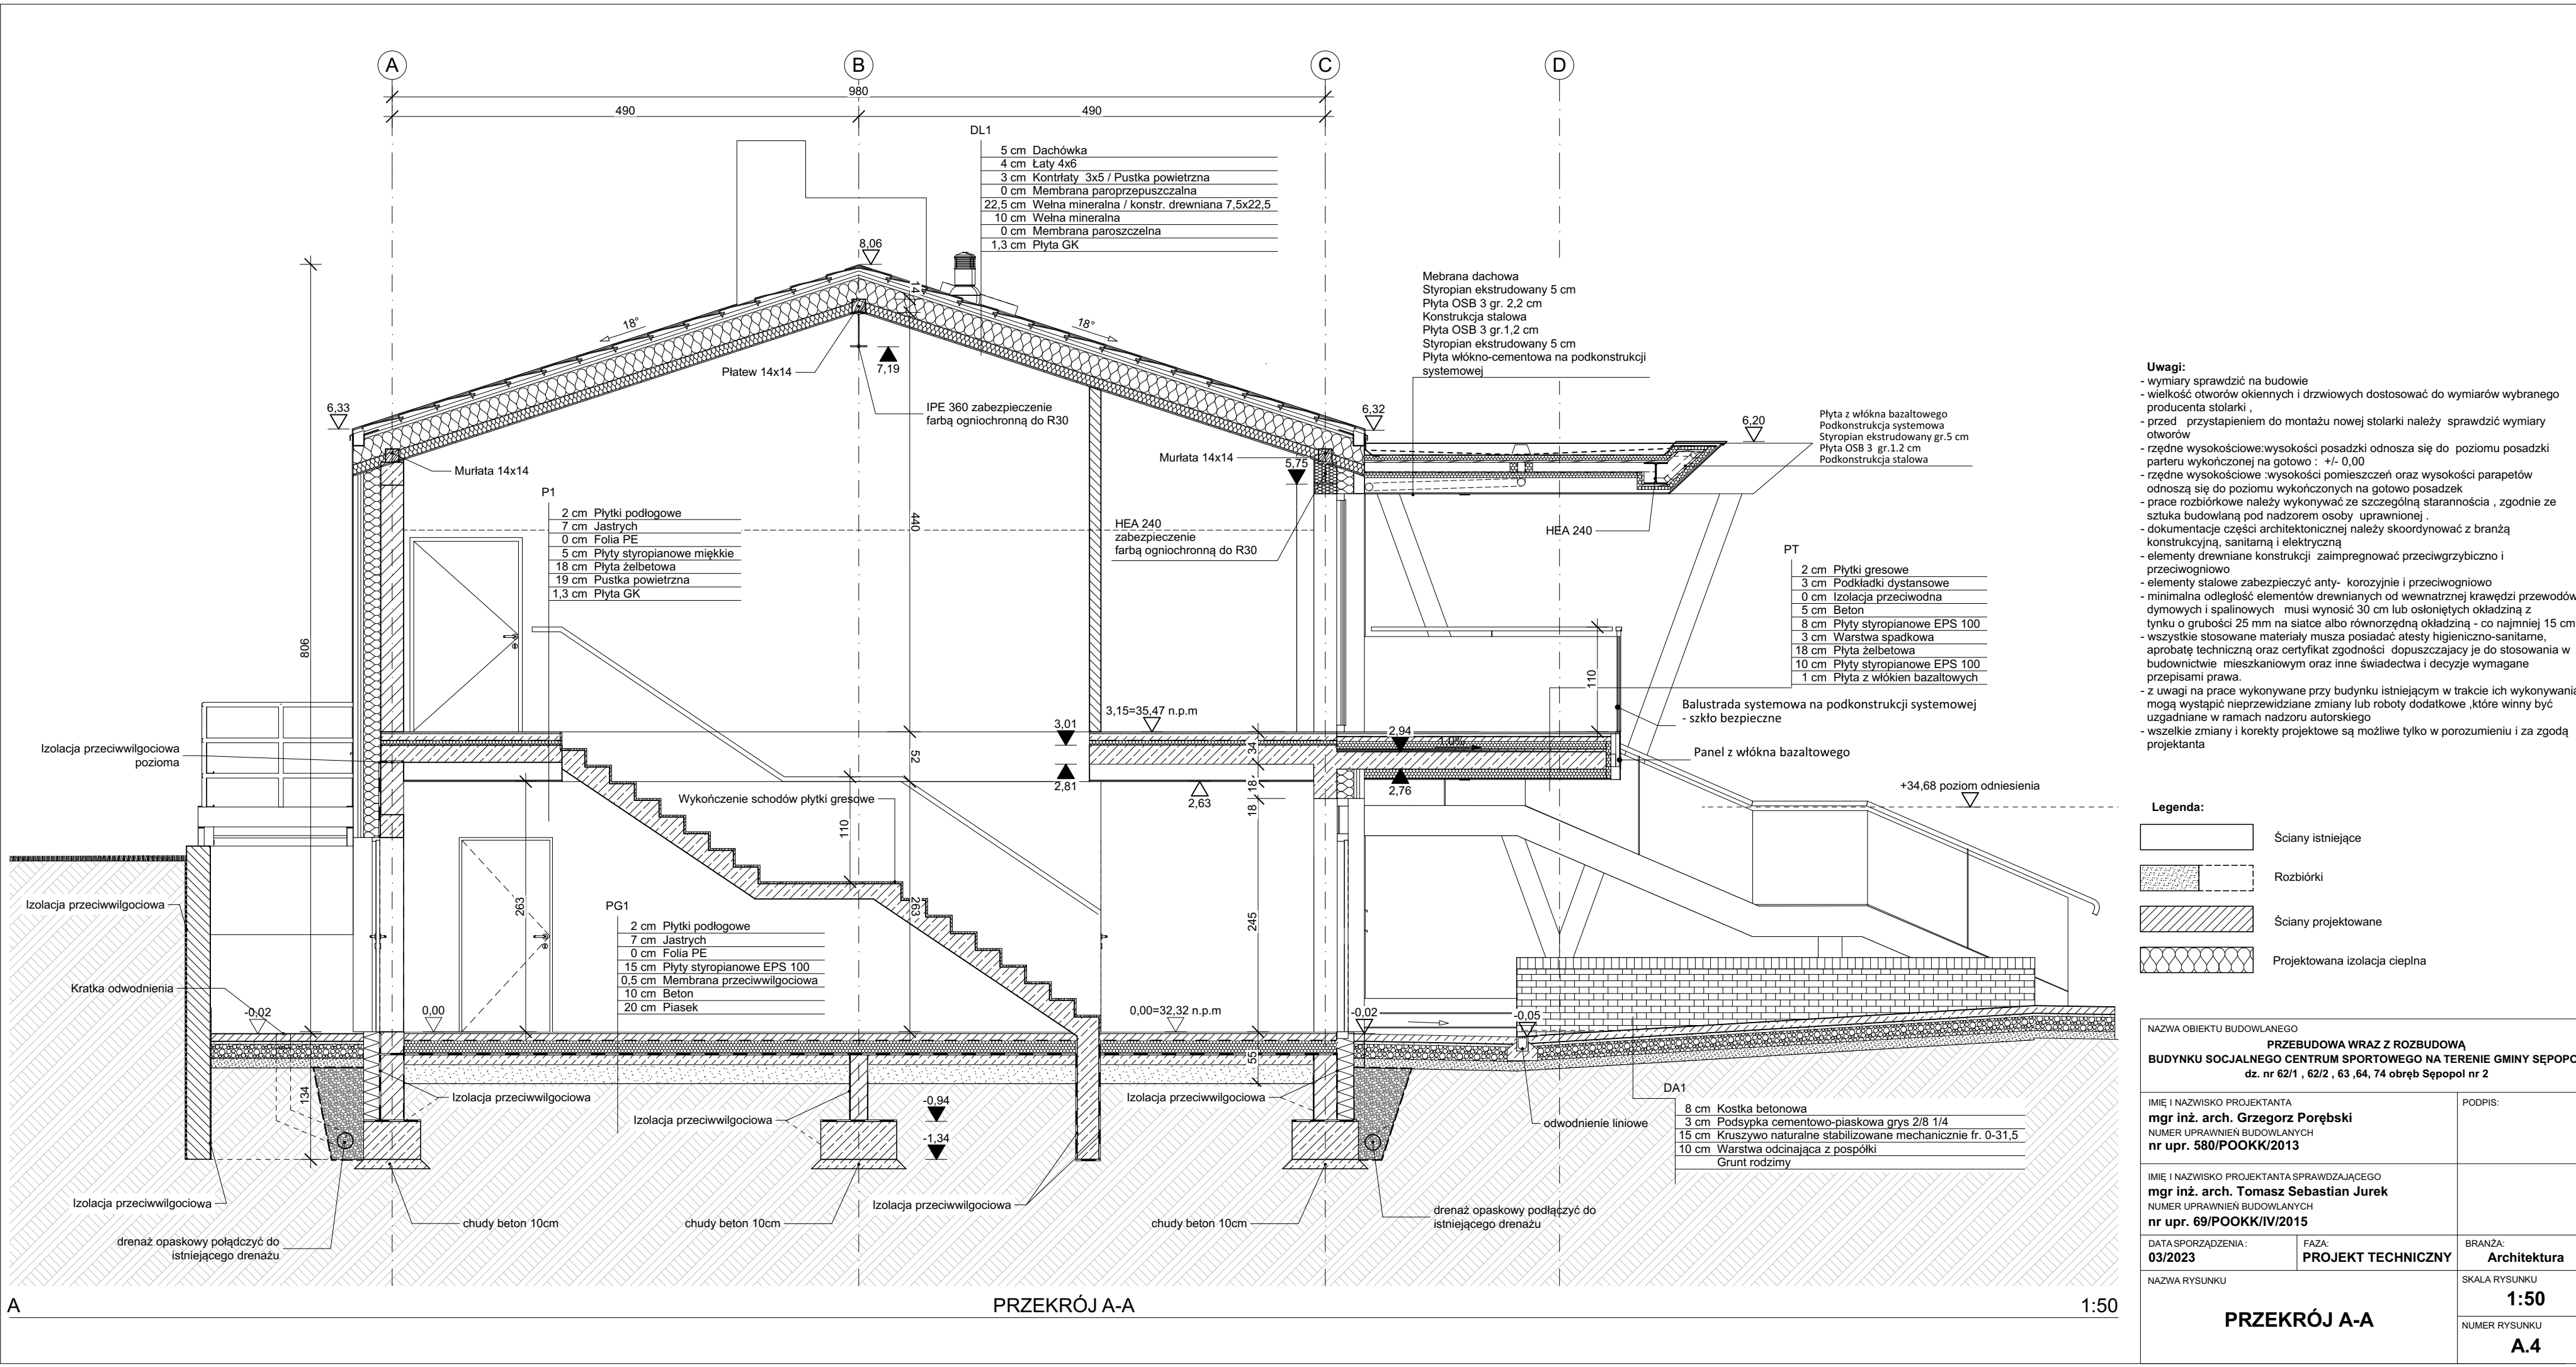 A
B
C
D
980
490
490
DL1
5 cm Dachówka
4 cm Łaty 4x6
3 cm Kontrłaty 3x5 / Pustka powietrzna
0 cm Membrana paroprzepuszczalna
22,5 cm Wełna mineralna / konstr. drewniana 7,5x22,5
10 cm Wełna mineralna
0 cm Membrana paroszczelna
1,3 cm Płyta GK
8,06
14
18°
18°
7,19
Płatew 14x14
IPE 360 zabezpieczenie
farbą ogniochronną do R30
Mebrana dachowa
Styropian ekstrudowany 5 cm
Płyta OSB 3 gr. 2,2 cm
Konstrukcja stalowa
Płyta OSB 3 gr.1,2 cm
Styropian ekstrudowany 5 cm
Płyta włókno-cementowa na podkonstrukcji
systemowej
6,33
6,32
6,20
Płyta z włókna bazaltowego
Podkonstrukcja systemowa
Styropian ekstrudowany gr.5 cm
Płyta OSB 3 gr.1.2 cm
Podkonstrukcja stalowa
Murłata 14x14
Murłata 14x14
5,75
P1
2 cm Płytki podłogowe
7 cm Jastrych
0 cm Folia PE
5 cm Płyty styropianowe miękkie
18 cm Płyta żelbetowa
19 cm Pustka powietrzna
1,3 cm Płyta GK
440
HEA 240
zabezpieczenie
farbą ogniochronną do R30
HEA 240
PT
2 cm Płytki gresowe
3 cm Podkładki dystansowe
0 cm Izolacja przeciwodna
5 cm Beton
8 cm Płyty styropianowe EPS 100
3 cm Warstwa spadkowa
18 cm Płyta żelbetowa
10 cm Płyty styropianowe EPS 100
1 cm Płyta z włókien bazaltowych
806
110
Balustrada systemowa na podkonstrukcji systemowej
- szkło bezpieczne
3,15=35,47 n.p.m
3,01
2,94
1,0%
34
52
Izolacja przeciwwilgociowa
pozioma
Panel z włókna bazaltowego
2,81
2,63
18
2,76
+34,68 poziom odniesienia
Wykończenie schodów płytki gresowe
18
110
263
263
245
Izolacja przeciwwilgociowa
PG1
2 cm Płytki podłogowe
7 cm Jastrych
0 cm Folia PE
15 cm Płyty styropianowe EPS 100
0,5 cm Membrana przeciwwilgociowa
10 cm Beton
20 cm Piasek
Kratka odwodnienia
-0,02
0,00
0,00=32,32 n.p.m
-0,02
-0,05
55
134
Izolacja przeciwwilgociowa
Izolacja przeciwwilgociowa
-0,94
-1,34
Izolacja przeciwwilgociowa
odwodnienie liniowe
DA1
8 cm Kostka betonowa
3 cm Podsypka cementowo-piaskowa grys 2/8 1/4
15 cm Kruszywo naturalne stabilizowane mechanicznie fr. 0-31,5
10 cm Warstwa odcinająca z pospółki
Grunt rodzimy
Izolacja przeciwwilgociowa
chudy beton 10cm
chudy beton 10cm
Izolacja przeciwwilgociowa
chudy beton 10cm
drenaż opaskowy podłączyć do
istniejącego drenażu
drenaż opaskowy połądczyć do
istniejącego drenażu
A
PRZEKRÓJ A-A
1:50
Uwagi:
- wymiary sprawdzić na budowie
- wielkość otworów okiennych i drzwiowych dostosować do wymiarów wybranego
producenta stolarki ,
- przed przystapieniem do montażu nowej stolarki należy sprawdzić wymiary
otworów
- rzędne wysokościowe:wysokości posadzki odnosza się do poziomu posadzki
parteru wykończonej na gotowo : +/- 0,00
- rzędne wysokościowe :wysokości pomieszczeń oraz wysokości parapetów
odnoszą się do poziomu wykończonych na gotowo posadzek
- prace rozbiórkowe należy wykonywać ze szczególną starannościa , zgodnie ze
sztuka budowlaną pod nadzorem osoby uprawnionej .
- dokumentacje części architektonicznej należy skoordynować z branżą
konstrukcyjną, sanitarną i elektryczną
- elementy drewniane konstrukcji zaimpregnować przeciwgrzybiczno i
przeciwogniowo
- elementy stalowe zabezpieczyć anty- korozyjnie i przeciwogniowo
- minimalna odległość elementów drewnianych od wewnatrznej krawędzi przewodów
dymowych i spalinowych musi wynosić 30 cm lub osłoniętych okładziną z
tynku o grubości 25 mm na siatce albo równorzędną okładziną - co najmniej 15 cm
- wszystkie stosowane materiały musza posiadać atesty higieniczno-sanitarne,
aprobatę techniczną oraz certyfikat zgodności dopuszczajacy je do stosowania w
budownictwie mieszkaniowym oraz inne świadectwa i decyzje wymagane
przepisami prawa.
- z uwagi na prace wykonywane przy budynku istniejącym w trakcie ich wykonywania
mogą wystąpić nieprzewidziane zmiany lub roboty dodatkowe ,które winny być
uzgadniane w ramach nadzoru autorskiego
- wszelkie zmiany i korekty projektowe są możliwe tylko w porozumieniu i za zgodą
projektanta
Legenda:
Ściany istniejące
Rozbiórki
Ściany projektowane
Projektowana izolacja cieplna
NAZWA OBIEKTU BUDOWLANEGO
PRZEBUDOWA WRAZ Z ROZBUDOWĄ
BUDYNKU SOCJALNEGO CENTRUM SPORTOWEGO NA TERENIE GMINY SĘPOPO
dz. nr 62/1 , 62/2 , 63 ,64, 74 obręb Sępopol nr 2
IMIĘ I NAZWISKO PROJEKTANTA
mgr inż. arch. Grzegorz Porębski
NUMER UPRAWNIEŃ BUDOWLANYCH
nr upr. 580/POOKK/2013
PODPIS:
IMIĘ I NAZWISKO PROJEKTANTA SPRAWDZAJĄCEGO
mgr inż. arch. Tomasz Sebastian Jurek
NUMER UPRAWNIEŃ BUDOWLANYCH
nr upr. 69/POOKK/IV/2015
DATA SPORZĄDZENIA :
03/2023
FAZA:
PROJEKT TECHNICZNY
BRANŻA:
Architektura
NAZWA RYSUNKU
PRZEKRÓJ A-A
SKALA RYSUNKU
1:50
NUMER RYSUNKU
A.4